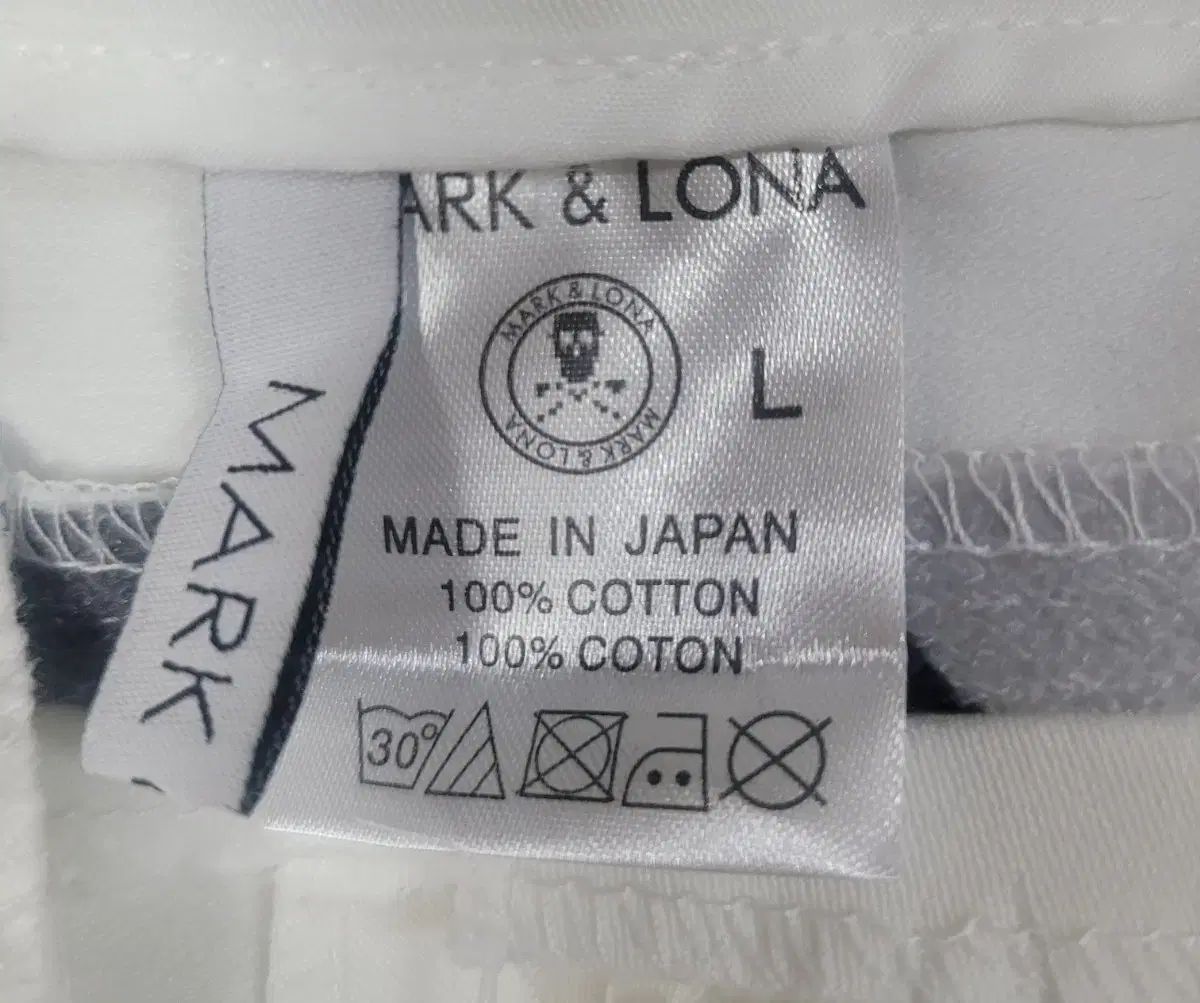 ARK & LONA
MARK & LONA
MARK & LONA
L
MADE IN JAPAN
100% COTTON
100% COTON
30°
MARK